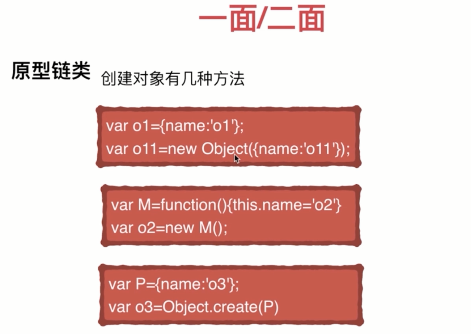 一面/二面
原型链类 创建对象有几种方法
var o1={name:'o1'};
var o11=new Object({name:'o11'});
var M=function(){this.name='o2'}
var o2=new M();
var P={name:'o3'};
var o3=Object.create(P)